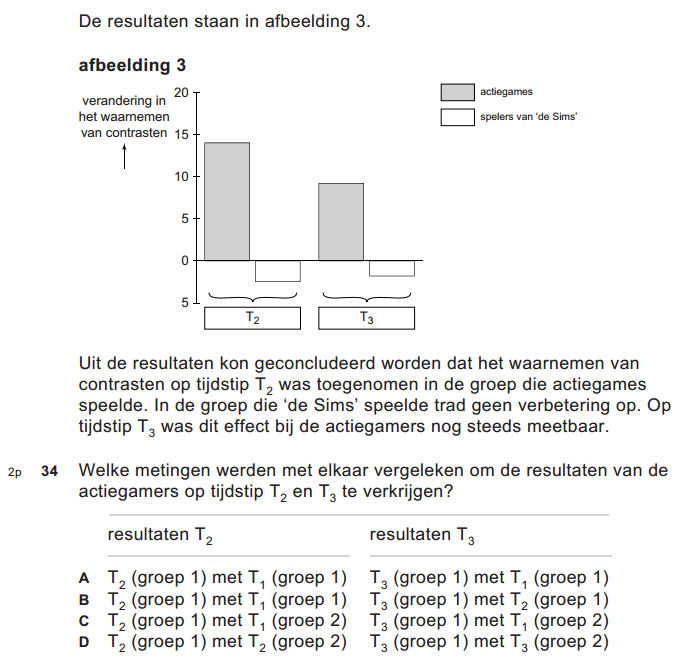 De resultaten staan in afbeelding 3.
afbeelding 3
verandering in
het waarnemen
van contrasten
20
15
10
5
0
5
actiegames
spelers van ‘de Sims’
T2
T3
Uit de resultaten kon geconcludeerd worden dat het waarnemen van
contrasten op tijdstip T2 was toegenomen in de groep die actiegames
speelde. In de groep die ‘de Sims’ speelde trad geen verbetering op. Op
tijdstip T3 was dit effect bij de actiegamers nog steeds meetbaar.
2p 34 Welke metingen werden met elkaar vergeleken om de resultaten van de
actiegamers op tijdstip T2 en T3 te verkrijgen?
resultaten T2 resultaten T3
A T2 (groep 1) met T1 (groep 1) T3 (groep 1) met T1 (groep 1)
B T2 (groep 1) met T1 (groep 1) T3 (groep 1) met T2 (groep 1)
C T2 (groep 1) met T1 (groep 2) T3 (groep 1) met T1 (groep 2)
D T2 (groep 1) met T2 (groep 2) T3 (groep 1) met T3 (groep 2)